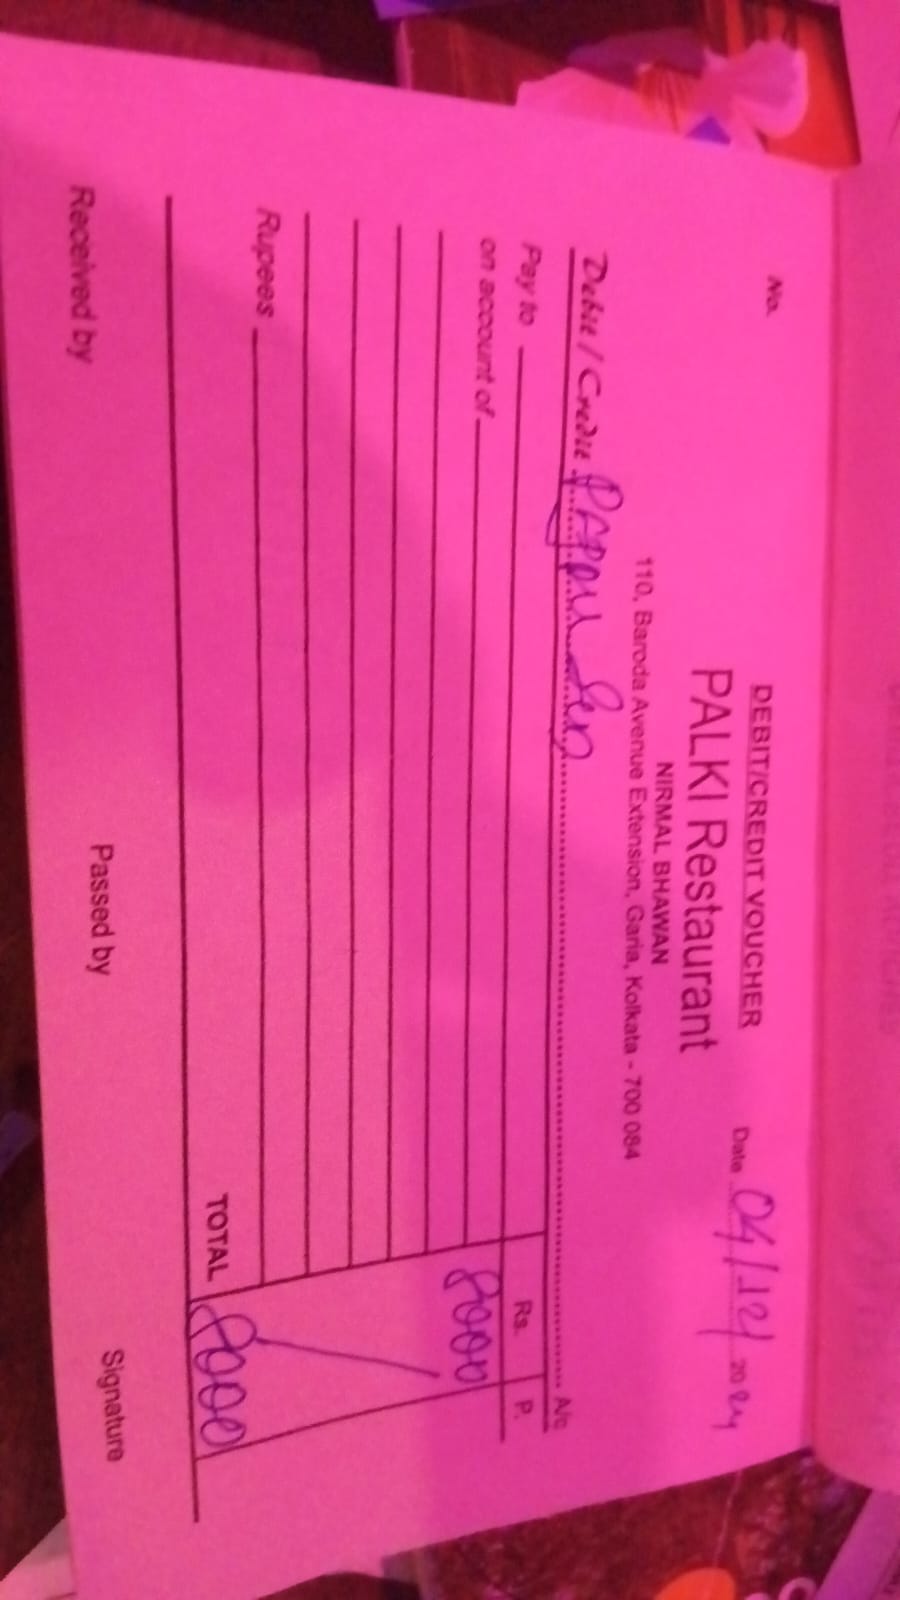 No.
DEBIT/CREDIT VOUCHER
PALKI Restaurant
Date 04/12/ 2024
NIRMAL BHAWAN
110, Baroda Avenue Extension, Garia, Kolkata - 700 084
Debit / Credit Pappu Sen A/c
Pay to Rs. P.
on account of 8000
Rupees
TOTAL 8000
Received by Passed by Signature